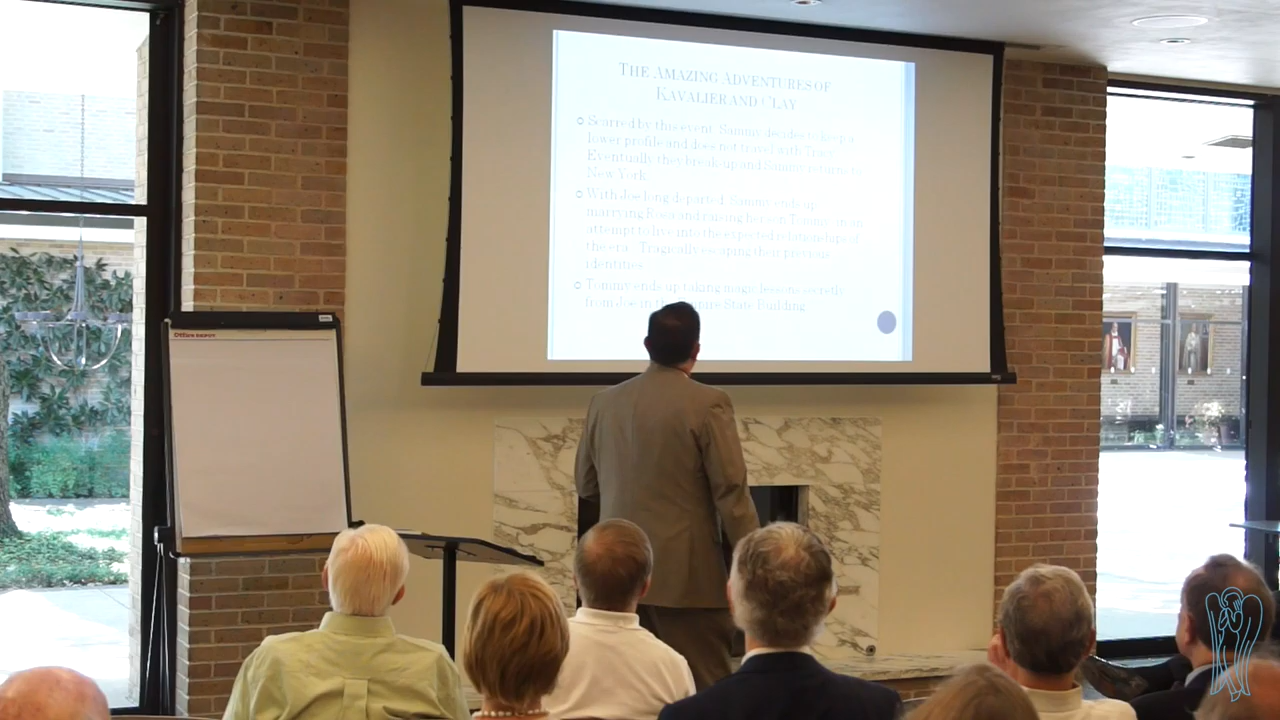 THE AMAZING ADVENTURES OF
KAVALIER AND CLAY
Scarred by this event, Sammy decides to keep a
lower profile and does not travel with Tracy.
Eventually they break up and Sammy returns to
New York.
With Joe long departed, Sammy ends up
marrying Rosa and raising her son Tommy in an
attempt to live into the expected relationships of
the era. Tragically escaping their previous
identities.
Tommy ends up taking magic lessons secretly
from Joe in the Empire State Building.
Office DEPOT